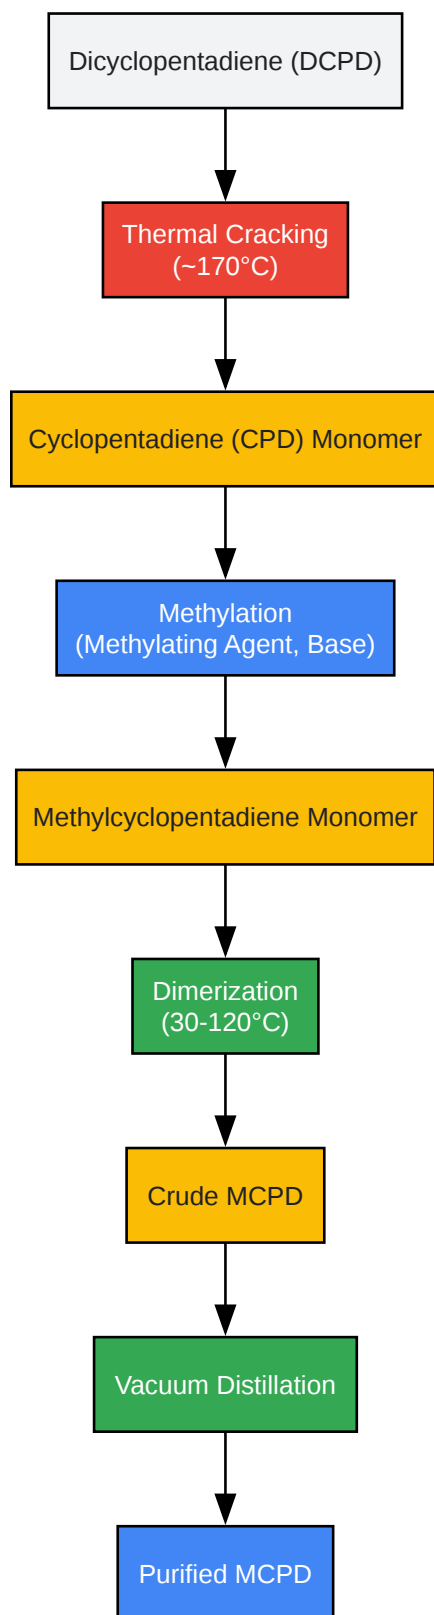 Dicyclopentadiene (DCPD)
Thermal Cracking
(~170°C)
Cyclopentadiene (CPD) Monomer
Methylation
(Methylating Agent, Base)
Methylcyclopentadiene Monomer
Dimerization
(30-120°C)
Crude MCPD
Vacuum Distillation
Purified MCPD